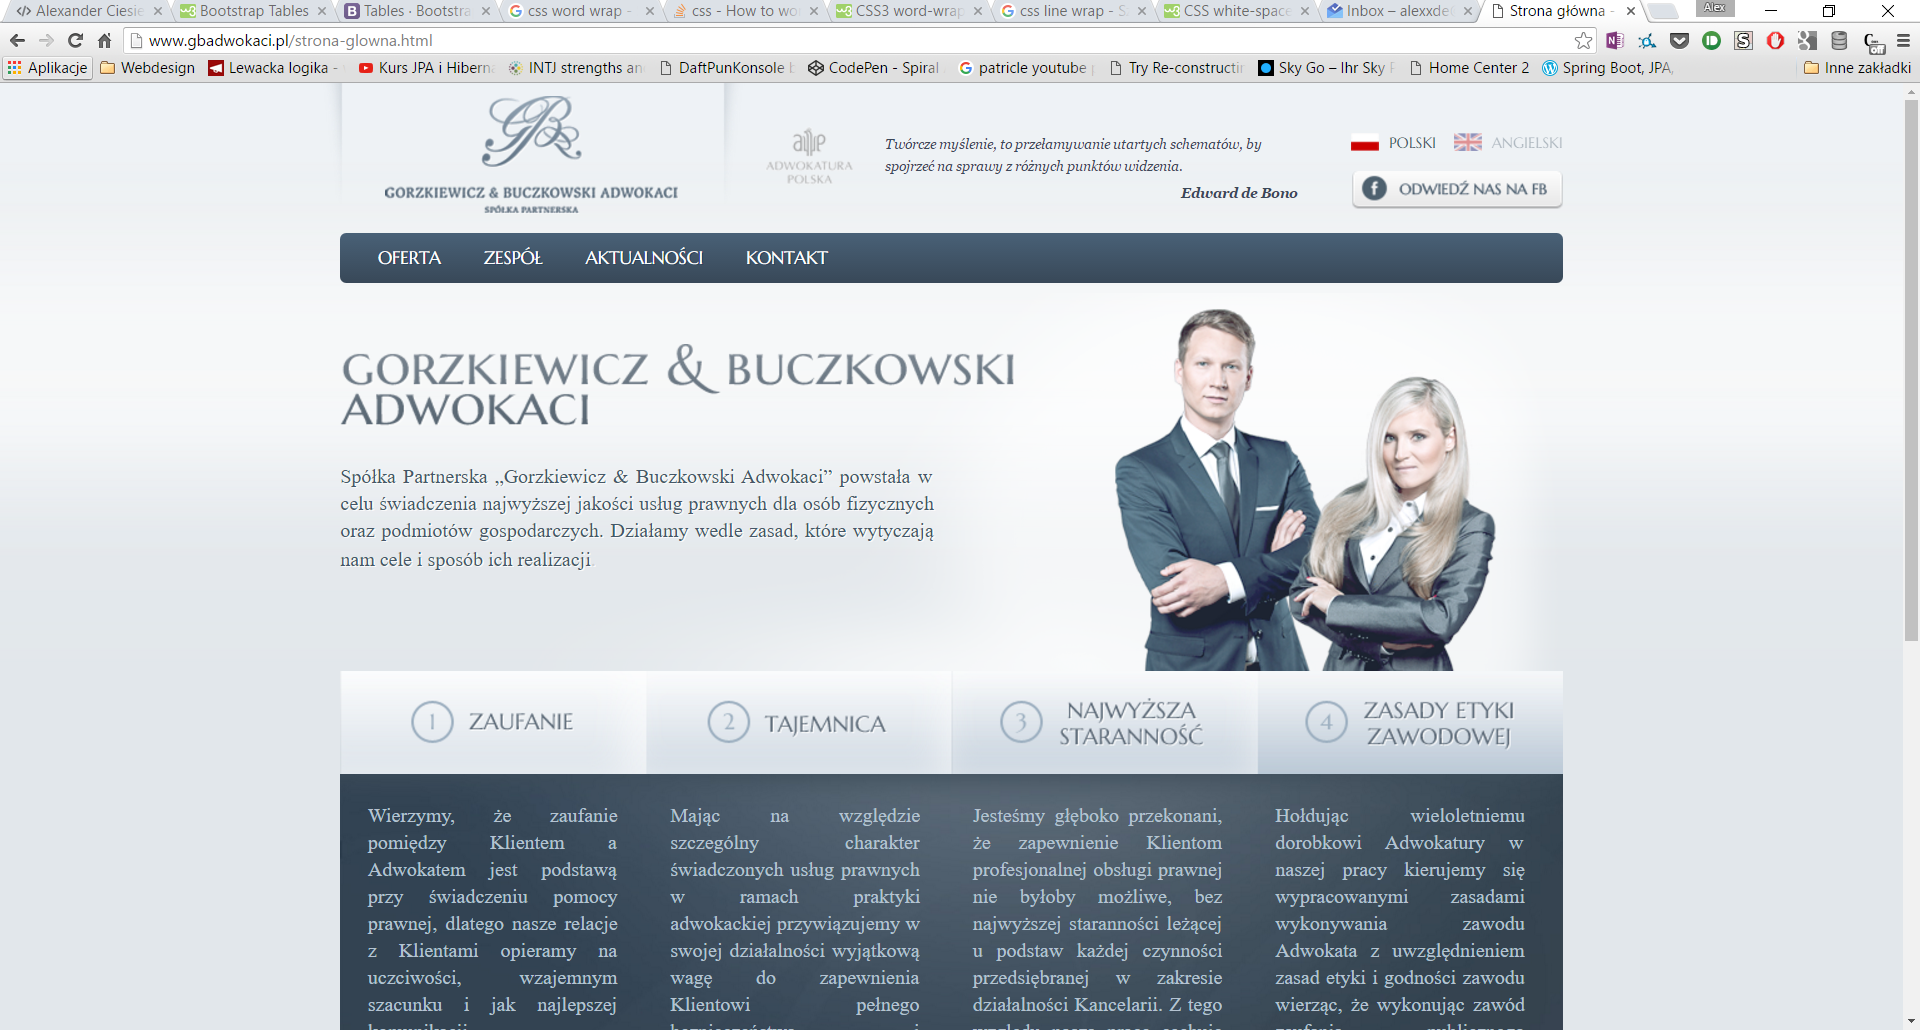 Alexander Ciesie
Bootstrap Tables
Tables · Bootstra
css word wrap -
css - How to wo
CSS3 word-wrap
css line wrap - S
CSS white-space
Inbox – alexxdel
Strona główna -
Alex
www.gbadwokaci.pl/strona-glowna.html
Aplikacje
Webdesign
Lewacka logika -
Kurs JPA i Hiberna
INTJ strengths an
DaftPunKonsole b
CodePen - Spiral
patricle youtube p
Try Re-constructin
Sky Go – Ihr Sky F
Home Center 2
Spring Boot, JPA,
Inne zakładki
GB
GORZKIEWICZ & BUCZKOWSKI ADWOKACI
SPÓŁKA PARTNERSKA
ADWOKATURA
POLSKA
Twórcze myślenie, to przełamywanie utartych schematów, by
spojrzeć na sprawy z różnych punktów widzenia.
Edward de Bono
POLSKI
ANGIELSKI
ODWIEDŹ NAS NA FB
OFERTA
ZESPÓŁ
AKTUALNOŚCI
KONTAKT
GORZKIEWICZ & BUCZKOWSKI
ADWOKACI
Spółka Partnerska „Gorzkiewicz & Buczkowski Adwokaci” powstała w
celu świadczenia najwyższej jakości usług prawnych dla osób fizycznych
oraz podmiotów gospodarczych. Działamy wedle zasad, które wytyczają
nam cele i sposób ich realizacji.
1 ZAUFANIE
2 TAJEMNICA
3 NAJWYŻSZA
STARANNOŚĆ
4 ZASADY ETYKI
ZAWODOWEJ
Wierzymy, że zaufanie
pomiędzy Klientem a
Adwokatem jest podstawą
przy świadczeniu pomocy
prawnej, dlatego nasze relacje
z Klientami opieramy na
uczciwości, wzajemnym
szacunku i jak najlepszej
Mając na względzie
szczególny charakter
świadczonych usług prawnych
w ramach praktyki
adwokackiej przywiązujemy w
swojej działalności wyjątkową
wagę do zapewnienia
Klientowi pełnego
Jesteśmy głęboko przekonani,
że zapewnienie Klientom
profesjonalnej obsługi prawnej
nie byłoby możliwe, bez
najwyższej staranności leżącej
u podstaw każdej czynności
przedsiębranej w zakresie
działalności Kancelarii. Z tego
Hołdując wieloletniemu
dorobkowi Adwokatury w
naszej pracy kierujemy się
wypracowanymi zasadami
wykonywania zawodu
Adwokata z uwzględnieniem
zasad etyki i godności zawodu
wierząc, że wykonując zawód